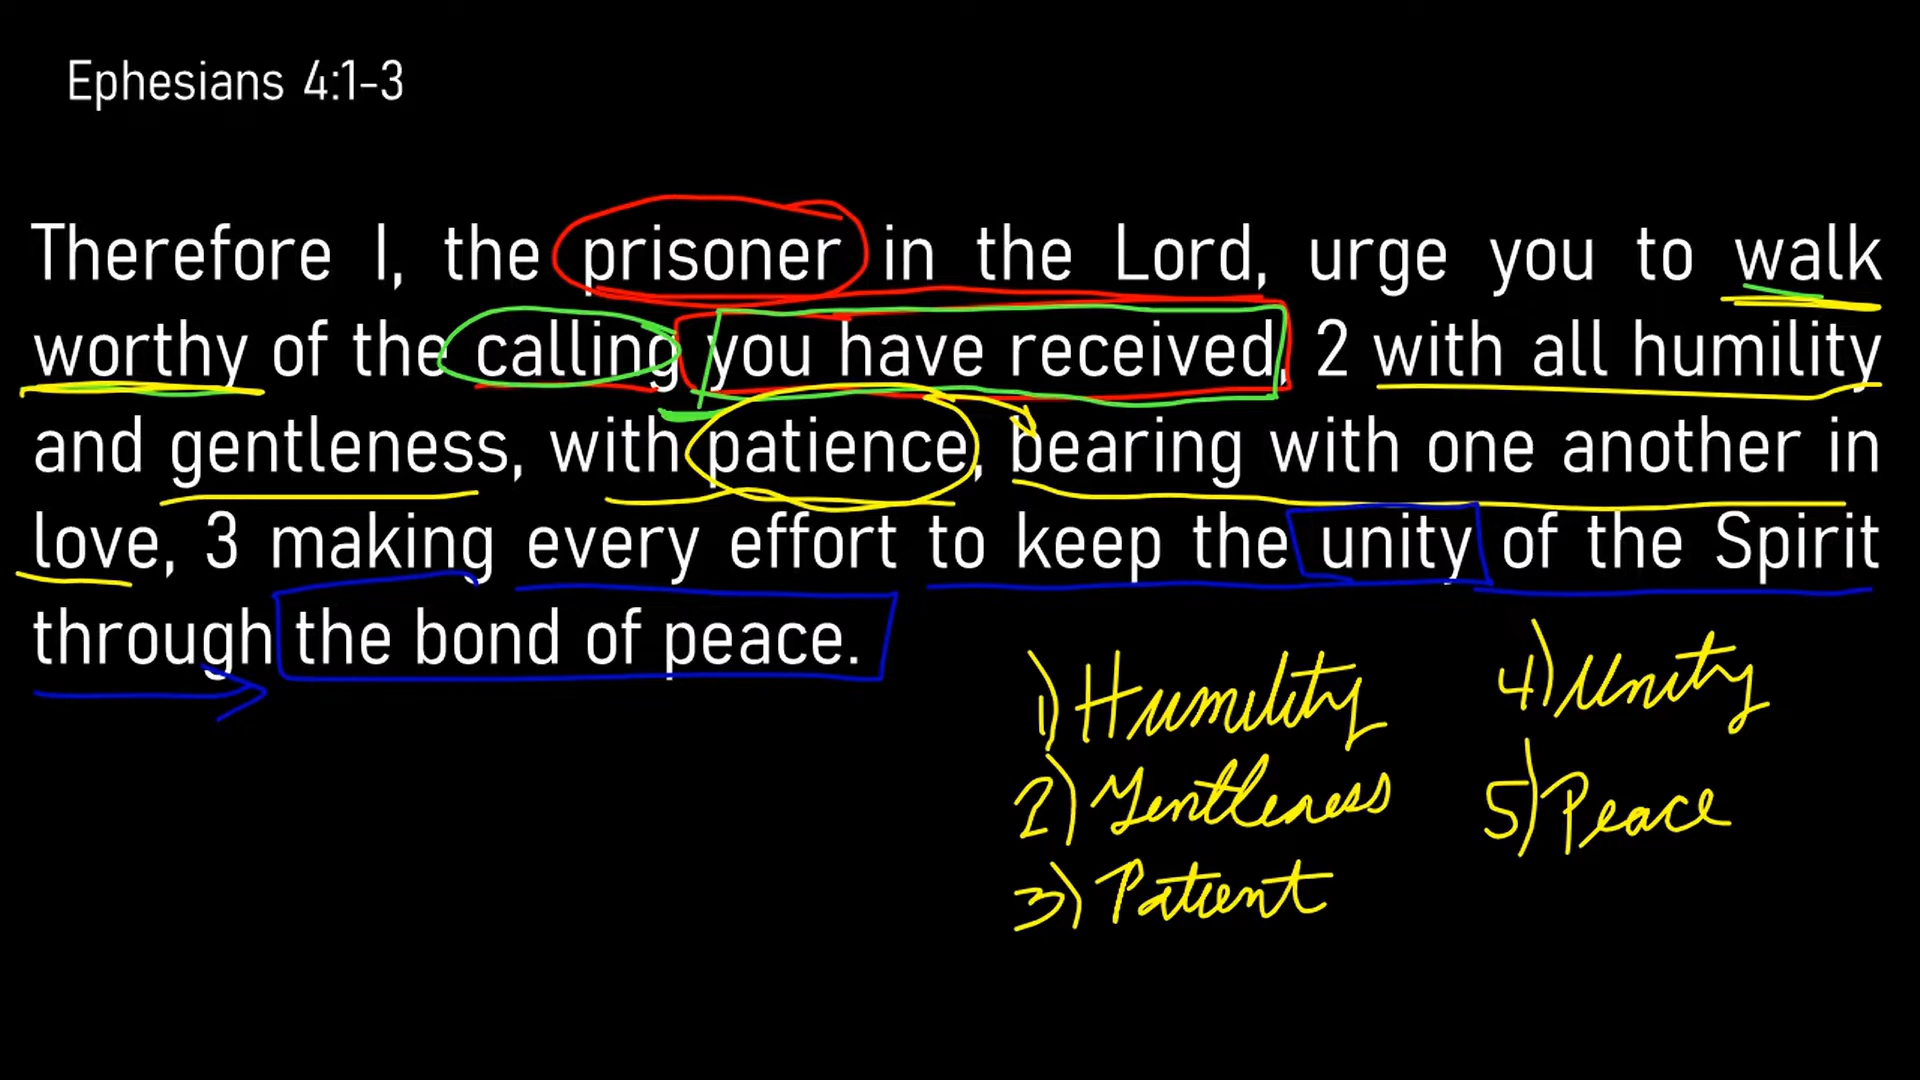 Ephesians 4:1-3
Therefore I, the prisoner in the Lord, urge you to walk
worthy of the calling you have received, 2 with all humility
and gentleness, with patience, bearing with one another in
love, 3 making every effort to keep the unity of the Spirit
through the bond of peace.
1) Humility
2) Gentleness
3) Patient
4) Unity
5) Peace